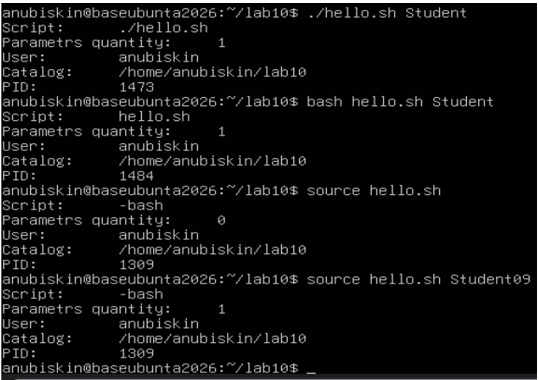 anubiskin@baseubunta2026:~/lab10$ ./hello.sh Student
Script: ./hello.sh
Parametrs quantity: 1
User: anubiskin
Catalog: /home/anubiskin/lab10
PID: 1473
anubiskin@baseubunta2026:~/lab10$ bash hello.sh Student
Script: hello.sh
Parametrs quantity: 1
User: anubiskin
Catalog: /home/anubiskin/lab10
PID: 1484
anubiskin@baseubunta2026:~/lab10$ source hello.sh
Script: -bash
Parametrs quantity: 0
User: anubiskin
Catalog: /home/anubiskin/lab10
PID: 1309
anubiskin@baseubunta2026:~/lab10$ source hello.sh Student09
Script: -bash
Parametrs quantity: 1
User: anubiskin
Catalog: /home/anubiskin/lab10
PID: 1309
anubiskin@baseubunta2026:~/lab10$ _